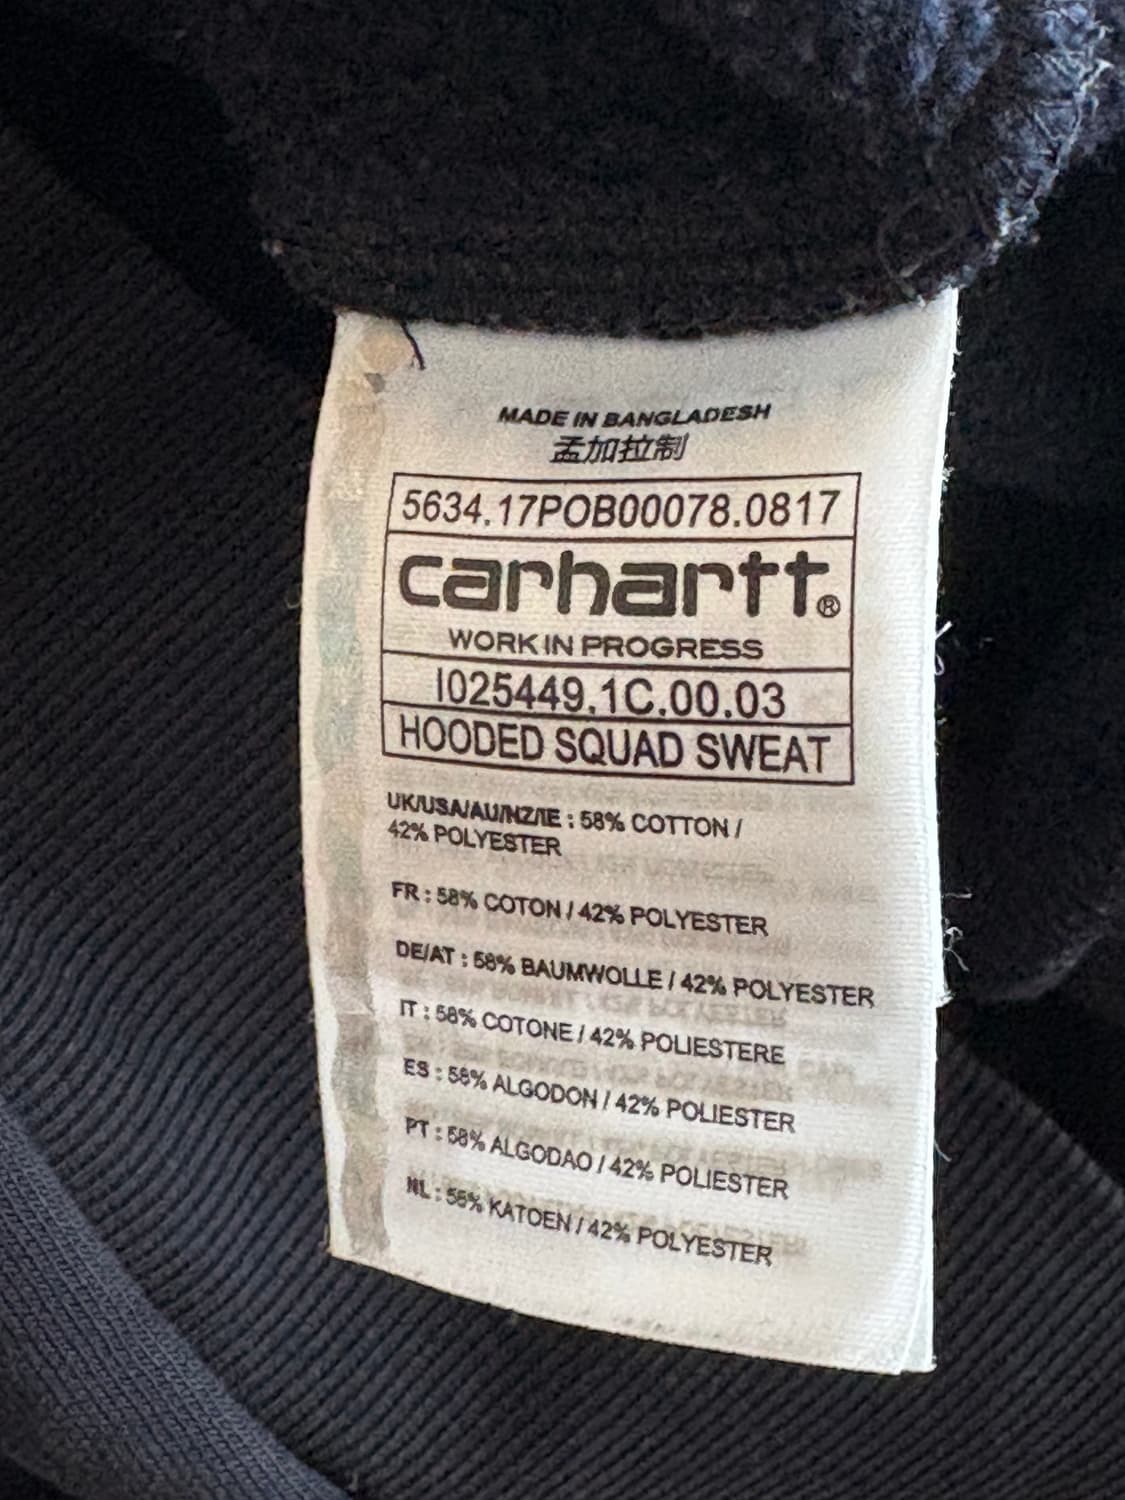 MADE IN BANGLADESH
孟加拉制
5634.17POB00078.0817
carhartt®
WORK IN PROGRESS
I025449.1C.00.03
HOODED SQUAD SWEAT
UK/USA/AU/NZ/IE : 58% COTTON /
42% POLYESTER
FR : 58% COTON / 42% POLYESTER
DE/AT : 58% BAUMWOLLE / 42% POLYESTER
IT : 58% COTONE / 42% POLIESTERE
ES : 58% ALGODON / 42% POLIESTER
PT : 58% ALGODAO / 42% POLIESTER
NL : 58% KATOEN / 42% POLYESTER